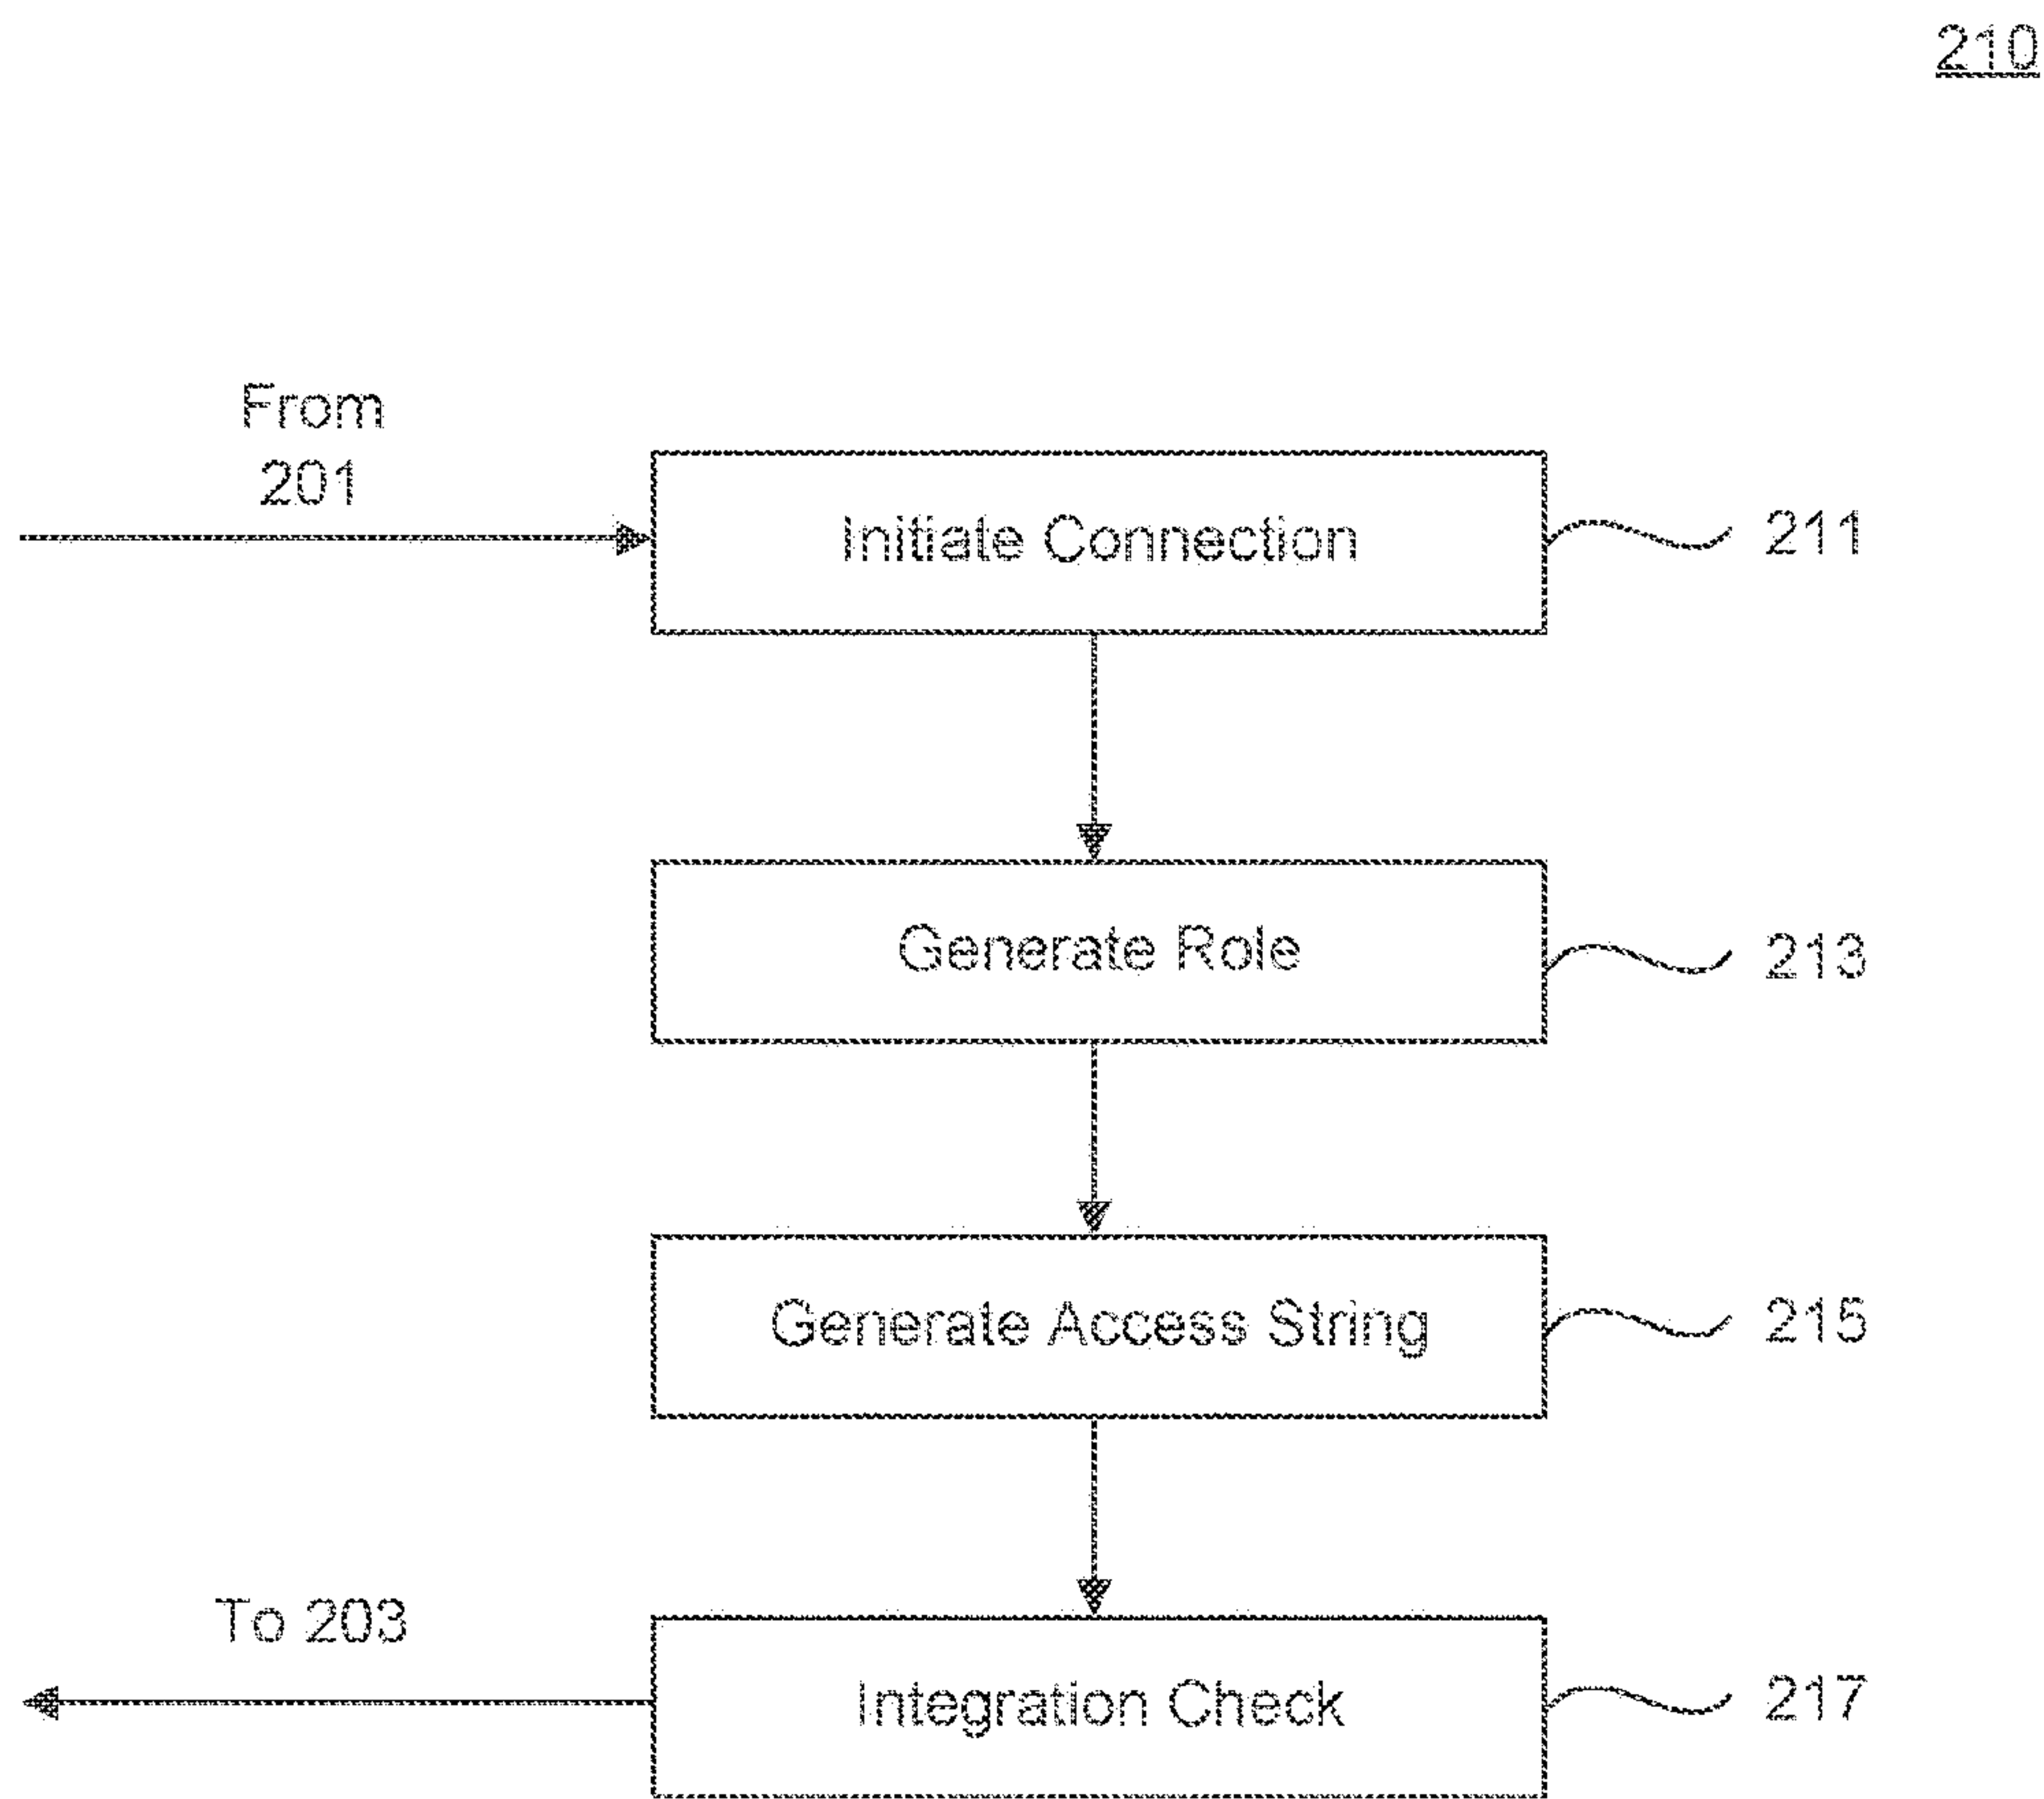 210
From
201
Initiate Connection
211
Generate Role
213
Generate Access String
215
To 203
Integration Check
217